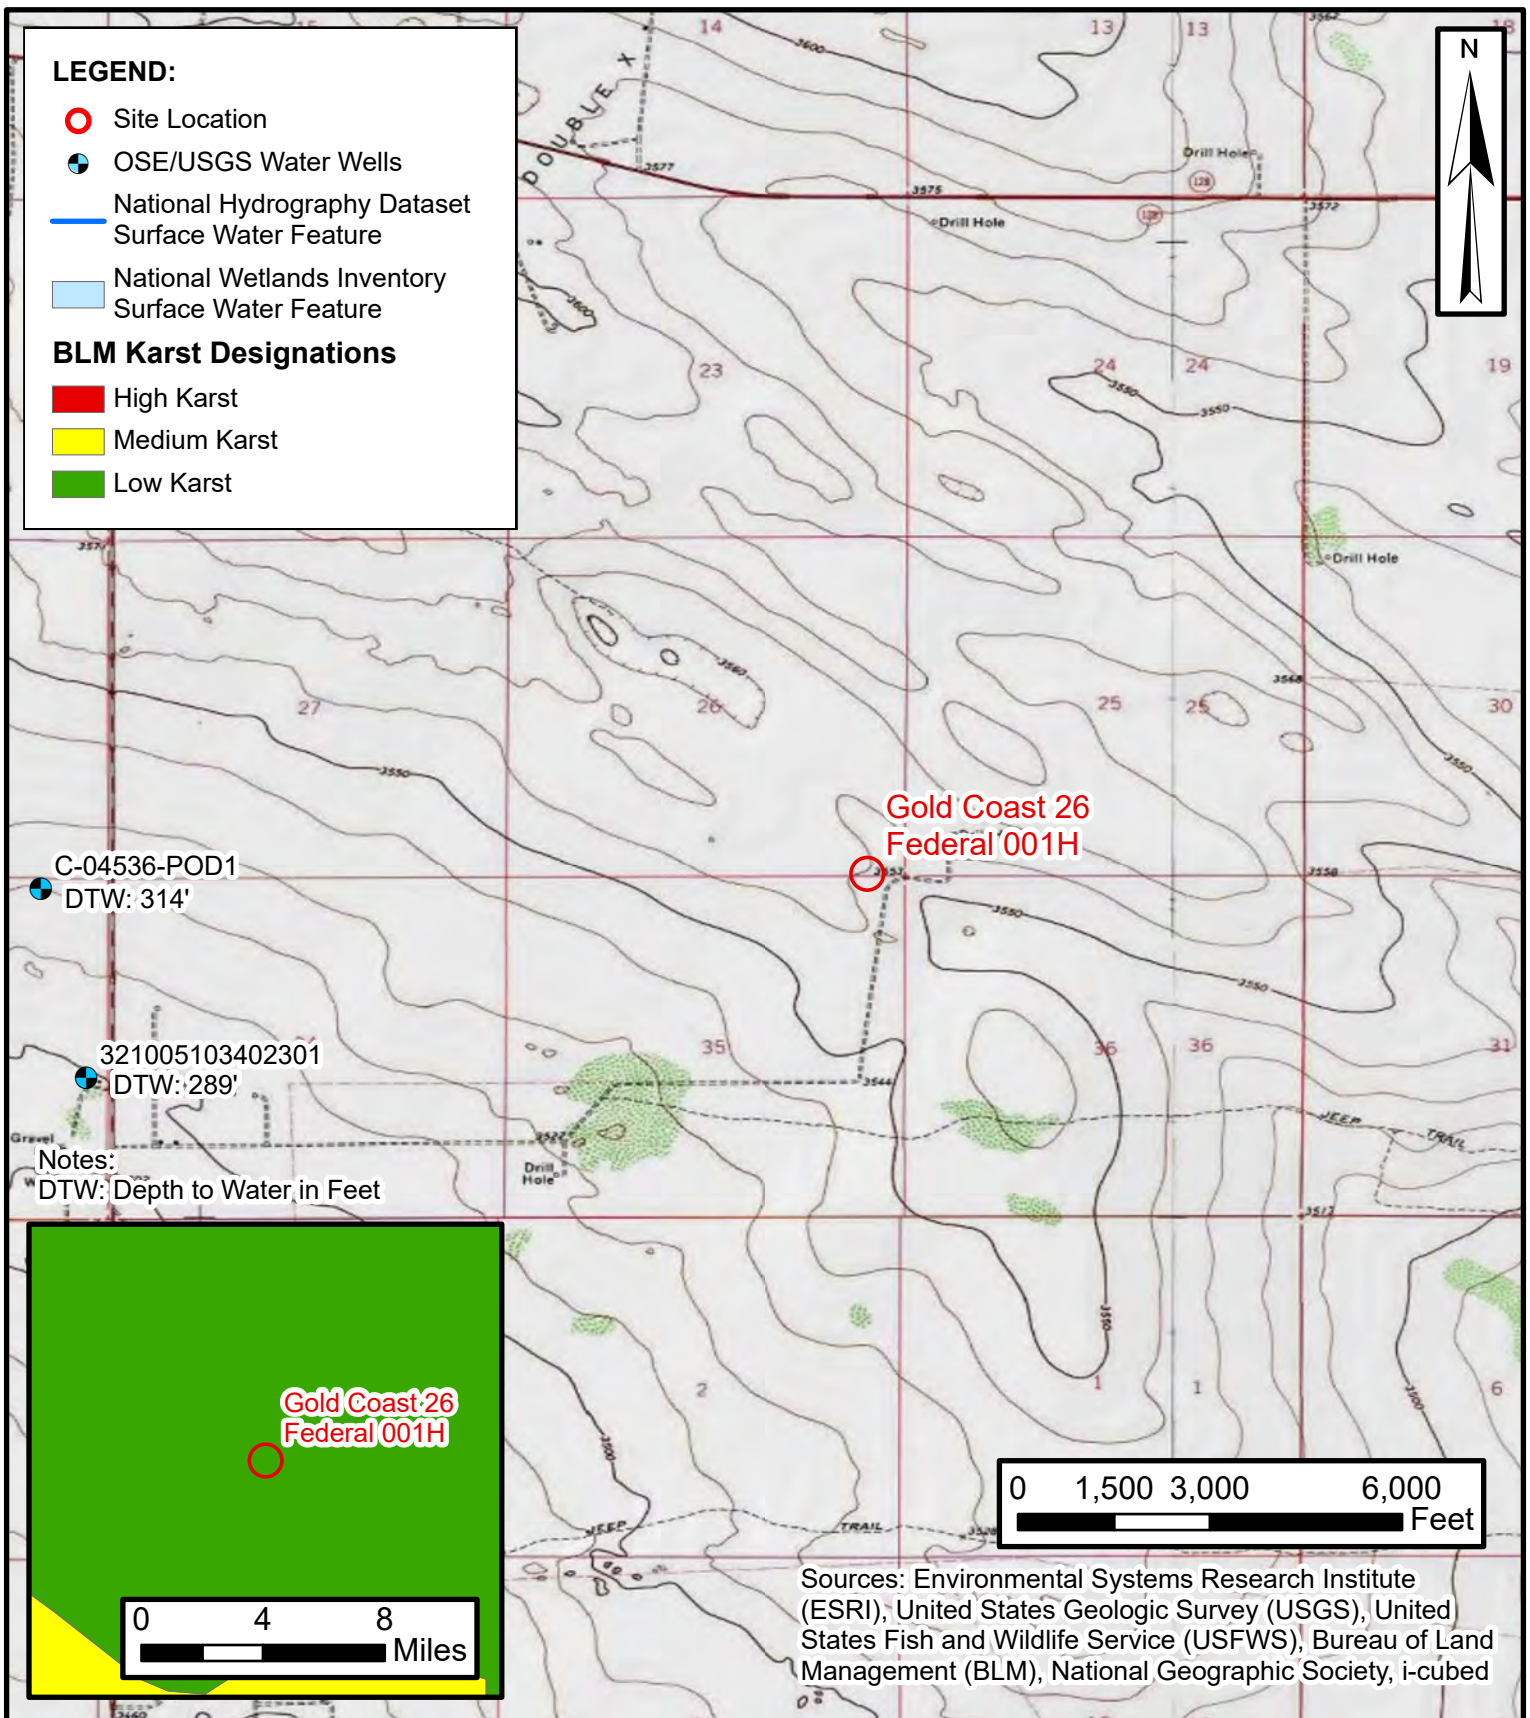 LEGEND:
Site Location
OSE/USGS Water Wells
National Hydrography Dataset
Surface Water Feature
National Wetlands Inventory
Surface Water Feature
BLM Karst Designations
High Karst
Medium Karst
Low Karst
N
14
13
13
18
3600
DOUBLE X
3577
3575
3572
Drill Hole
128
Drill Hole
3600
23
24
24
19
3550
3550
Drill Hole
3560
3568
27
26
25
25
30
3550
3550
Gold Coast 26
Federal 001H
3553
3558
C-04536-POD1
DTW: 314'
3550
3550
321005103402301
DTW: 289'
35
36
36
31
3544
JEEP TRAIL
Gravel
3527
Drill
Hole
Notes:
DTW: Depth to Water in Feet
3517
3550
2
1
1
6
3500
3500
Gold Coast 26
Federal 001H
0 4 8
Miles
JEEP TRAIL
0 1,500 3,000 6,000
Feet
Sources: Environmental Systems Research Institute
(ESRI), United States Geologic Survey (USGS), United
States Fish and Wildlife Service (USFWS), Bureau of Land
Management (BLM), National Geographic Society, i-cubed